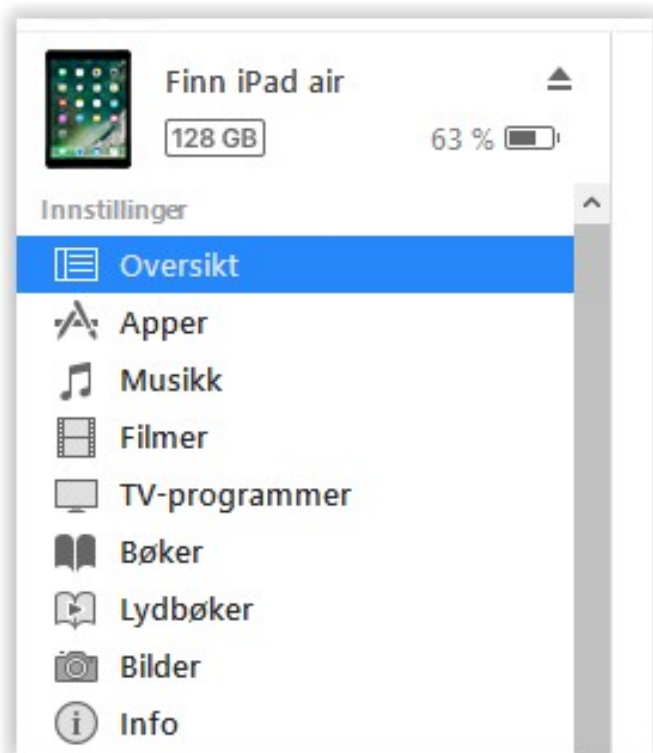 Finn iPad air
128 GB 63 %
Innstillinger
Oversikt
Apper
Musikk
Filmer
TV-programmer
Bøker
Lydbøker
Bilder
Info